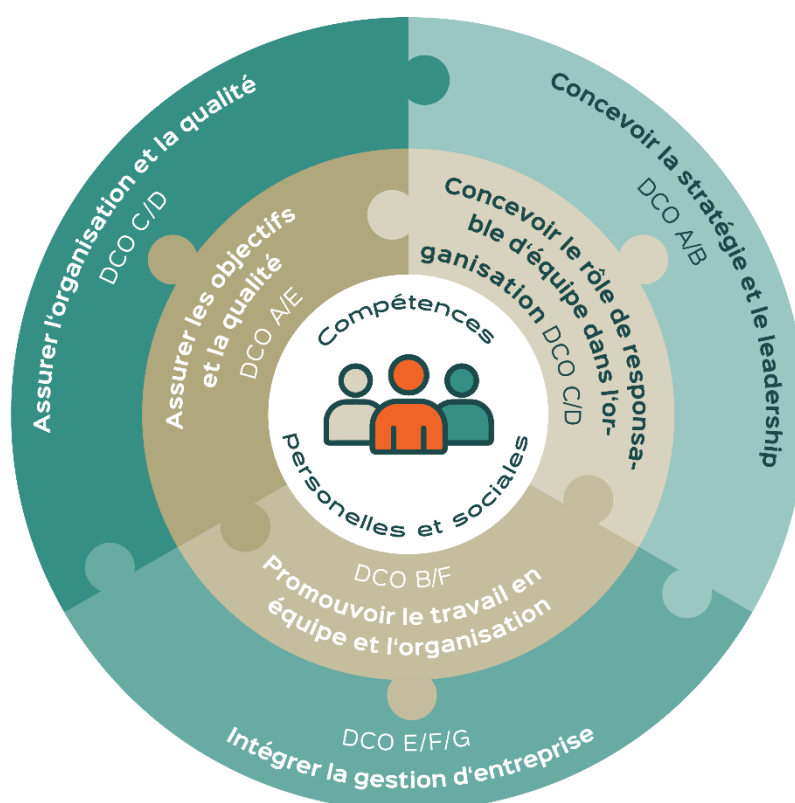 Assurer l'organisation et la qualité
DCO C/D
Concevoir la stratégie et le leadership
DCO A/B
Assurer les objectifs
et la qualité
DCO A/E
Concevoir le rôle de responsa-
ble d'équipe dans l'or-
ganisation DCO C/D
Compétences
personelles et sociales
DCO B/F
Promouvoir le travail en
équipe et l'organisation
DCO E/F/G
Intégrer la gestion d'entreprise